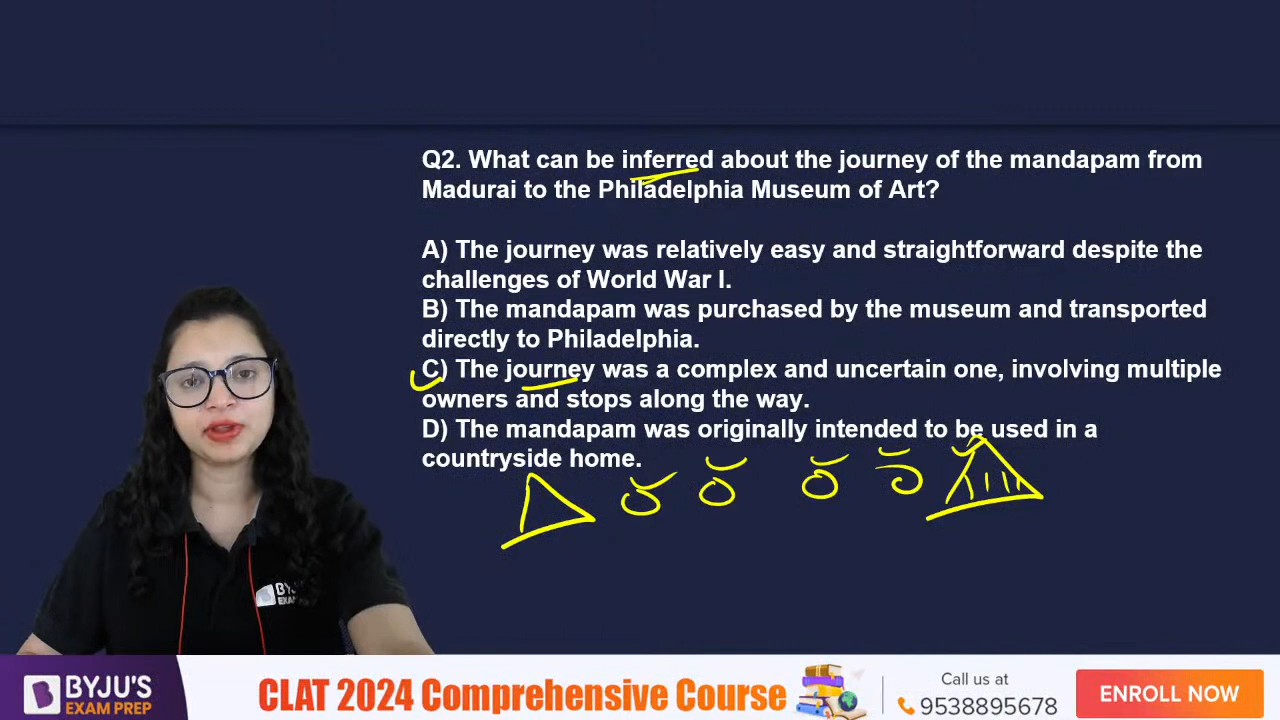 Q2. What can be inferred about the journey of the mandapam from
Madurai to the Philadelphia Museum of Art?
A) The journey was relatively easy and straightforward despite the
challenges of World War I.
B) The mandapam was purchased by the museum and transported
directly to Philadelphia.
C) The journey was a complex and uncertain one, involving multiple
owners and stops along the way.
D) The mandapam was originally intended to be used in a
countryside home.
BYJU'S
EXAM PREP
CLAT 2024 Comprehensive Course
Call us at
9538895678
ENROLL NOW